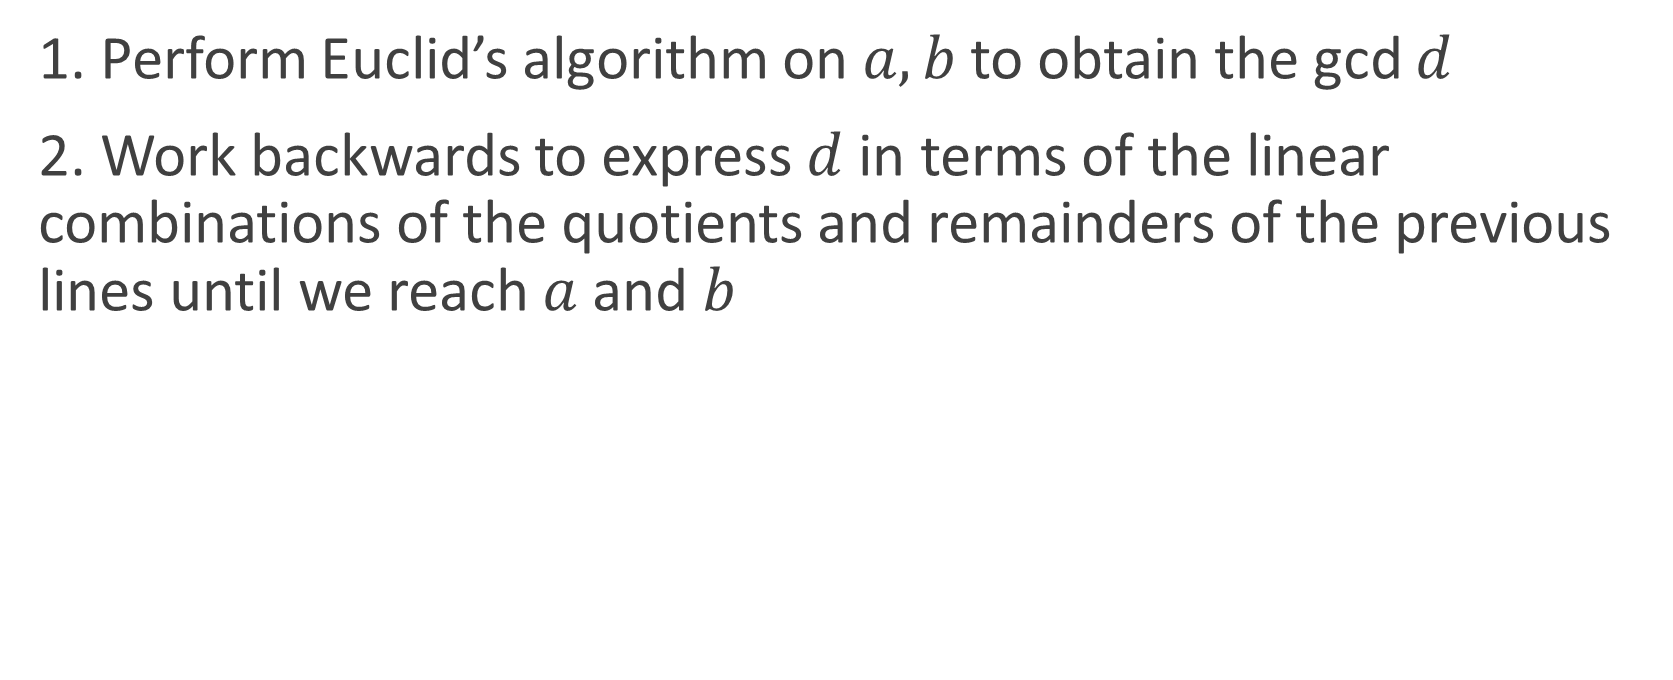 1. Perform Euclid’s algorithm on a, b to obtain the gcd d
2. Work backwards to express d in terms of the linear
combinations of the quotients and remainders of the previous
lines until we reach a and b